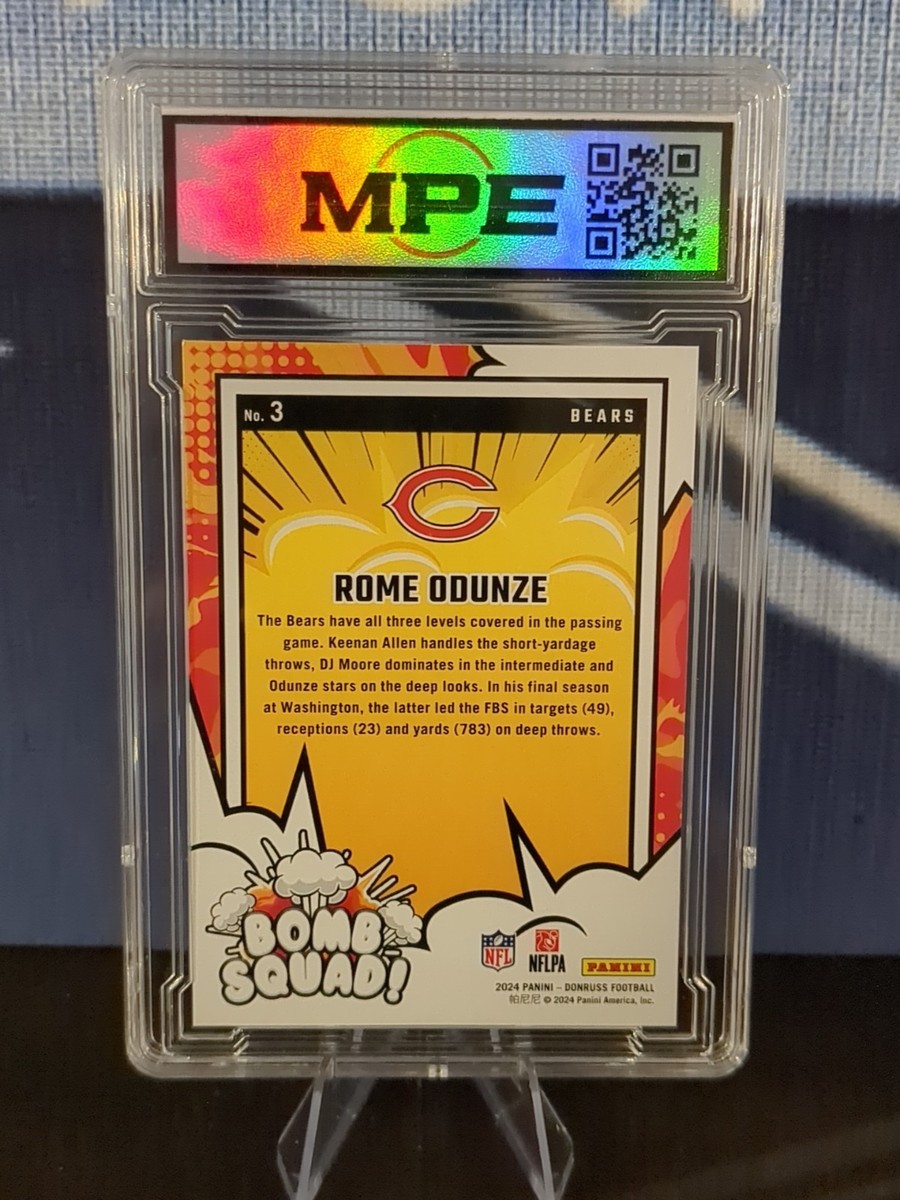 MPE
No. 3
BEARS
C
ROME ODUNZE
The Bears have all three levels covered in the passing
game. Keenan Allen handles the short-yardage
throws, DJ Moore dominates in the intermediate and
Odunze stars on the deep looks. In his final season
at Washington, the latter led the FBS in targets (49),
receptions (23) and yards (783) on deep throws.
BOMB
SQUAD!
NFL
NFLPA
PANINI
2024 PANINI – DONRUSS FOOTBALL
帕尼尼 © 2024 Panini America, Inc.